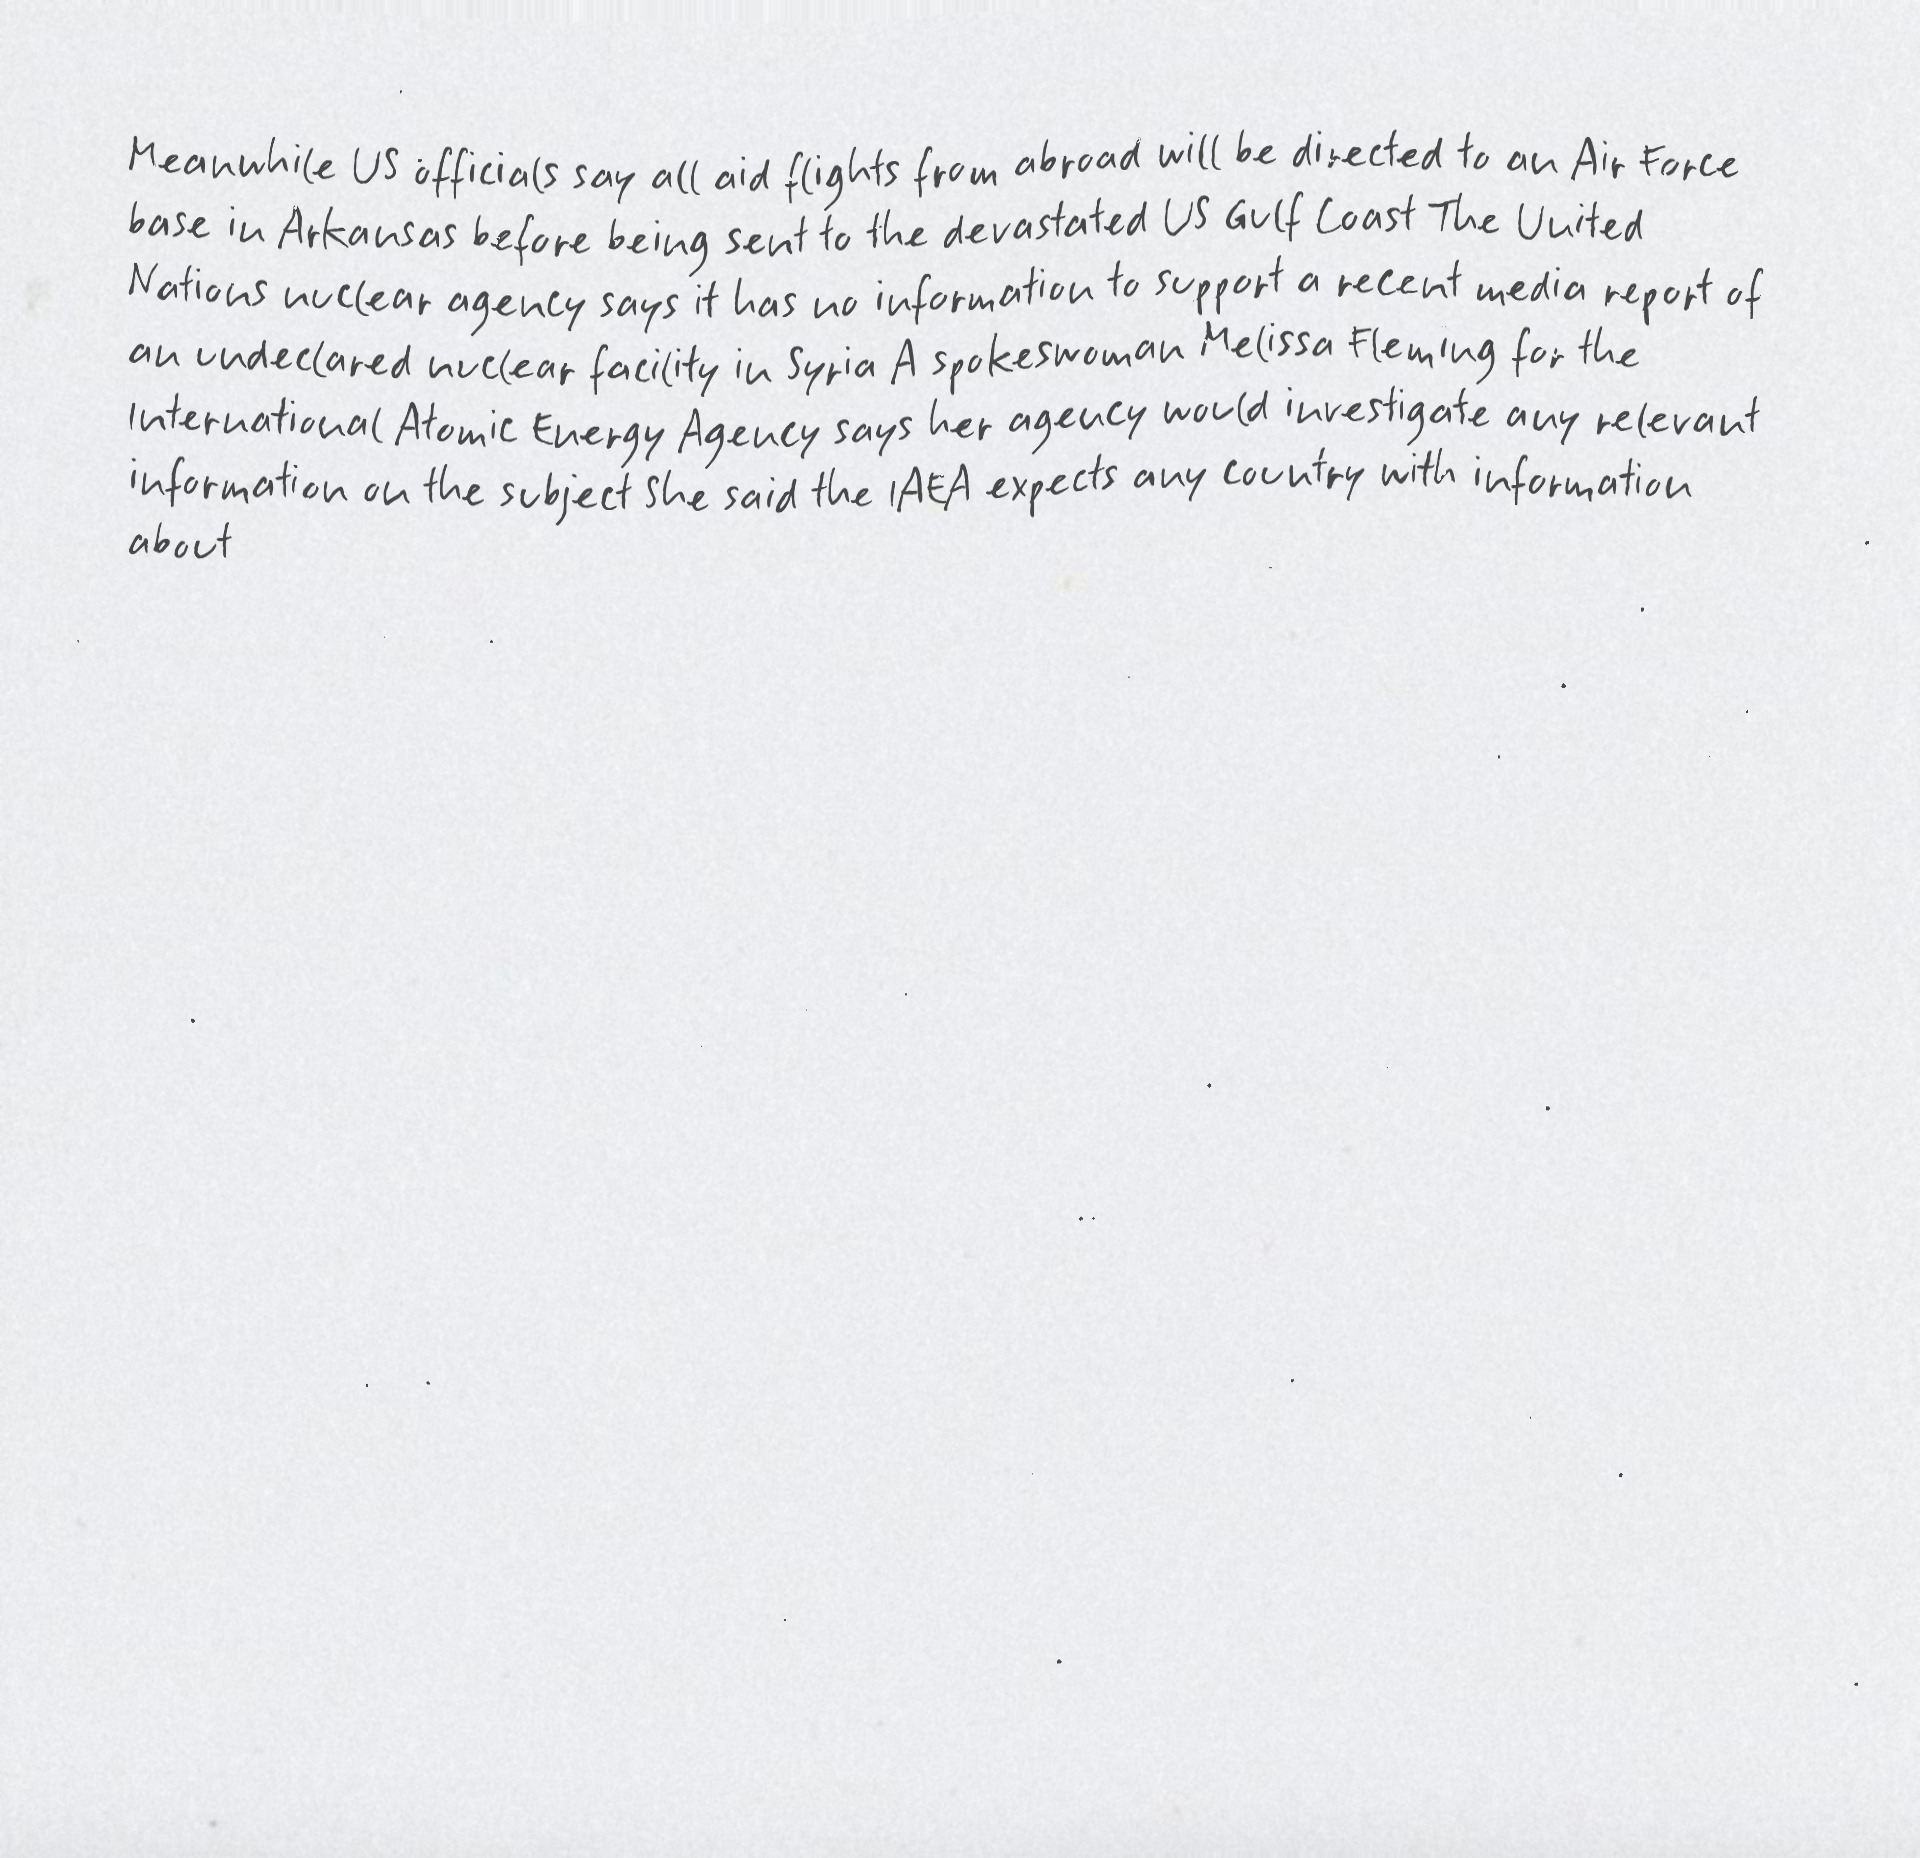 Meanwhile US officials say all aid flights from abroad will be directed to an Air Force
base in Arkansas before being sent to the devastated US Gulf Coast The United
Nations nuclear agency says it has no information to support a recent media report of
an undeclared nuclear facility in Syria A spokeswoman Melissa Fleming for the
International Atomic Energy Agency says her agency would investigate any relevant
information on the subject She said the IAEA expects any country with information
about